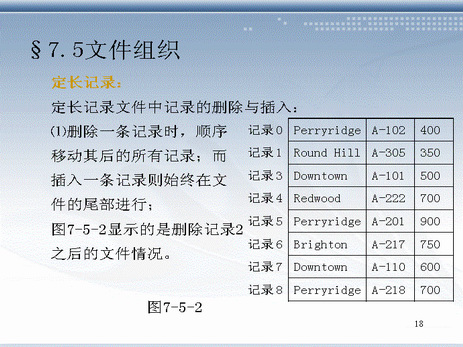 §7.5文件组织
定长记录：
定长记录文件中记录的删除与插入：
⑴删除一条记录时，顺序
移动其后的所有记录；而
插入一条记录则始终在文
件的尾部进行；
图7-5-2显示的是删除记录2
之后的文件情况。
记录0 Perryridge A-102 400
记录1 Round Hill A-305 350
记录3 Downtown A-101 500
记录4 Redwood A-222 700
记录5 Perryridge A-201 900
记录6 Brighton A-217 750
记录7 Downtown A-110 600
记录8 Perryridge A-218 700
图7-5-2
18